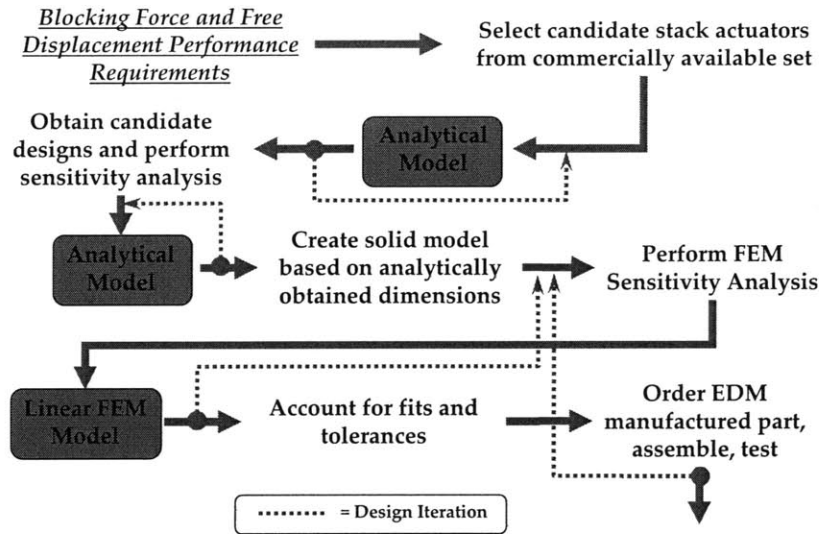 Blocking Force and Free
Displacement Performance
Requirements
Select candidate stack actuators
from commercially available set
Obtain candidate
designs and perform
sensitivity analysis
Analytical
Model
Analytical
Model
Create solid model
based on analytically
obtained dimensions
Perform FEM
Sensitivity Analysis
Linear FEM
Model
Account for fits and
tolerances
Order EDM
manufactured part,
assemble, test
= Design Iteration